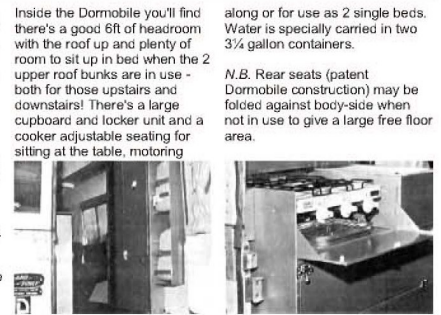 Inside the Dormobile you'll find
there's a good 6ft of headroom
with the roof up and plenty of
room to sit up in bed when the 2
upper roof bunks are in use -
both for those upstairs and
downstairs! There's a large
cupboard and locker unit and a
cooker adjustable seating for
sitting at the table, motoring
along or for use as 2 single beds.
Water is specially carried in two
3¼ gallon containers.
N.B. Rear seats (patent
Dormobile construction) may be
folded against body-side when
not in use to give a large free floor
area.